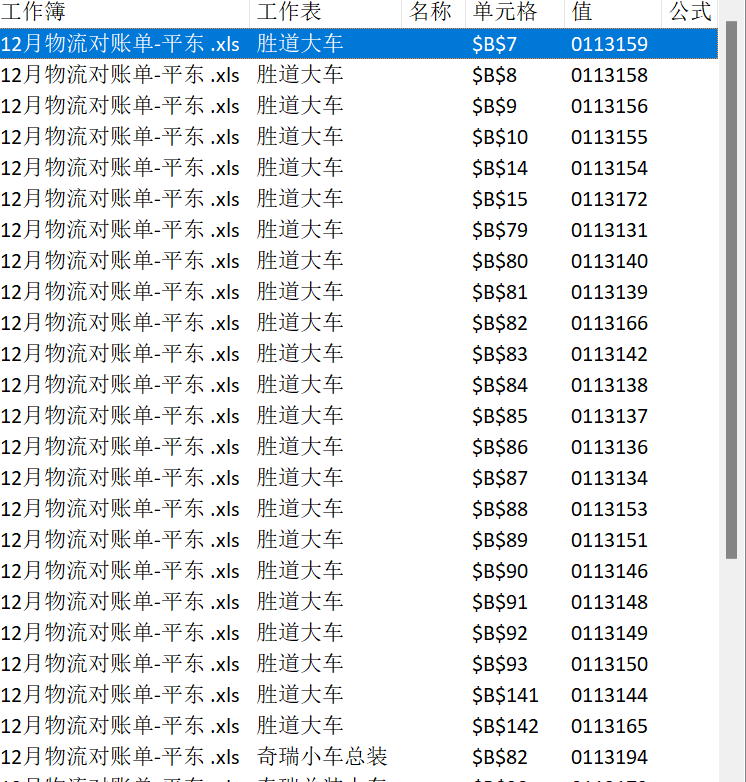 工作簿 工作表 名称 单元格 值 公式
12月物流对账单-平东 .xls 胜道大车 $B$7 0113159
12月物流对账单-平东 .xls 胜道大车 $B$8 0113158
12月物流对账单-平东 .xls 胜道大车 $B$9 0113156
12月物流对账单-平东 .xls 胜道大车 $B$10 0113155
12月物流对账单-平东 .xls 胜道大车 $B$14 0113154
12月物流对账单-平东 .xls 胜道大车 $B$15 0113172
12月物流对账单-平东 .xls 胜道大车 $B$79 0113131
12月物流对账单-平东 .xls 胜道大车 $B$80 0113140
12月物流对账单-平东 .xls 胜道大车 $B$81 0113139
12月物流对账单-平东 .xls 胜道大车 $B$82 0113166
12月物流对账单-平东 .xls 胜道大车 $B$83 0113142
12月物流对账单-平东 .xls 胜道大车 $B$84 0113138
12月物流对账单-平东 .xls 胜道大车 $B$85 0113137
12月物流对账单-平东 .xls 胜道大车 $B$86 0113136
12月物流对账单-平东 .xls 胜道大车 $B$87 0113134
12月物流对账单-平东 .xls 胜道大车 $B$88 0113153
12月物流对账单-平东 .xls 胜道大车 $B$89 0113151
12月物流对账单-平东 .xls 胜道大车 $B$90 0113146
12月物流对账单-平东 .xls 胜道大车 $B$91 0113148
12月物流对账单-平东 .xls 胜道大车 $B$92 0113149
12月物流对账单-平东 .xls 胜道大车 $B$93 0113150
12月物流对账单-平东 .xls 胜道大车 $B$141 0113144
12月物流对账单-平东 .xls 胜道大车 $B$142 0113165
12月物流对账单-平东 .xls 奇瑞小车总装 $B$82 0113194